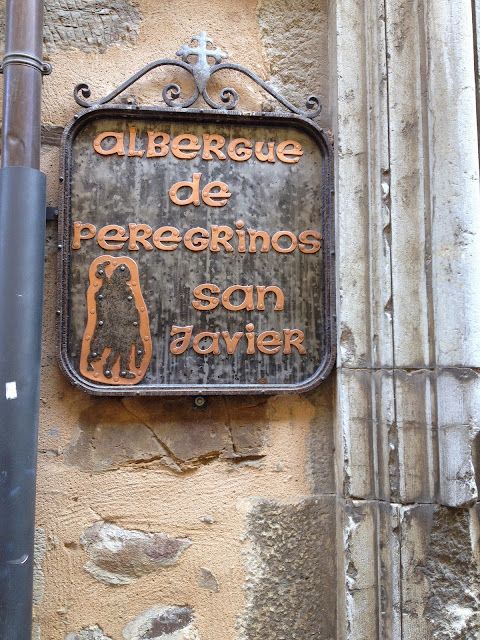 ALBERGUE
de
peregrinos
san
Javier